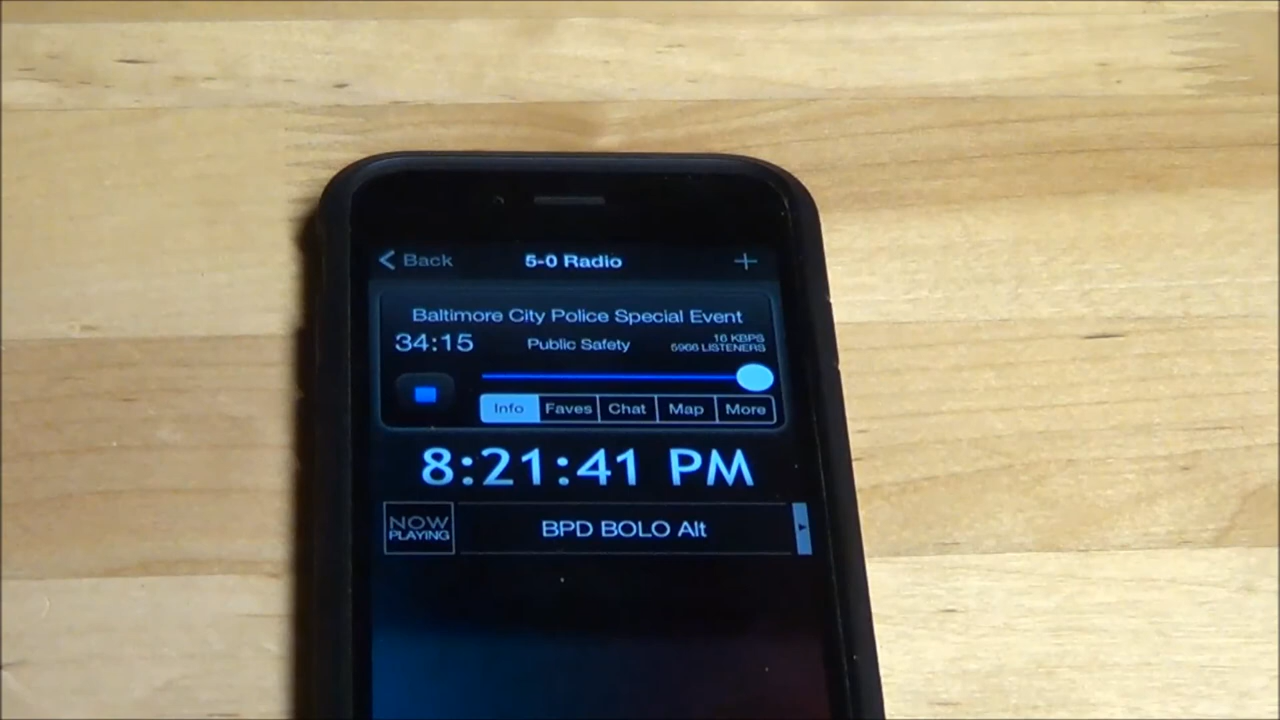 Back
5-0 Radio
+
Baltimore City Police Special Event
34:15
Public Safety
16 KBPS
5966 LISTENERS
Info
Faves
Chat
Map
More
8:21:41 PM
NOW
PLAYING
BPD BOLO Alt